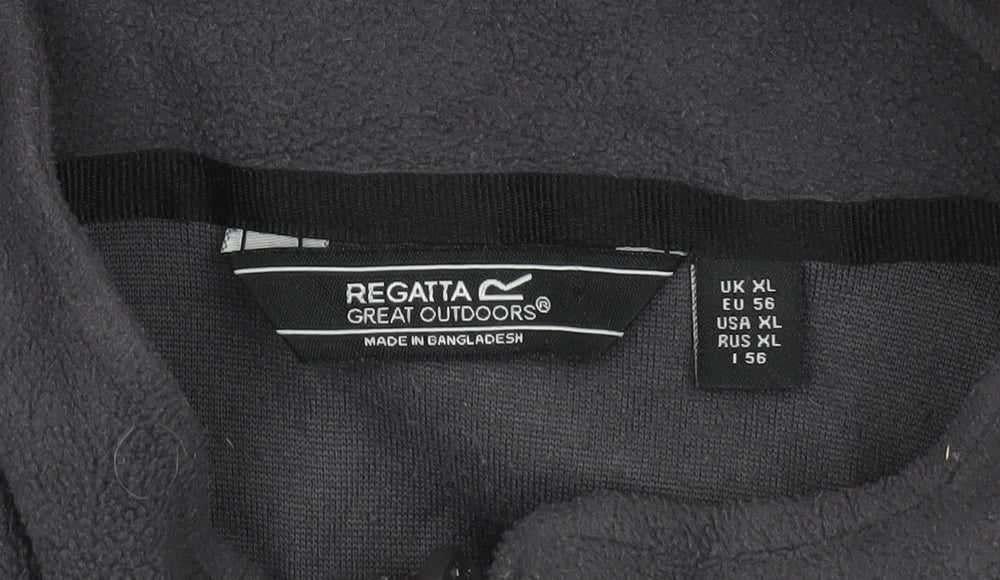 REGATTA
GREAT OUTDOORS®
MADE IN BANGLADESH
UK XL
EU 56
USA XL
RUS XL
I 56